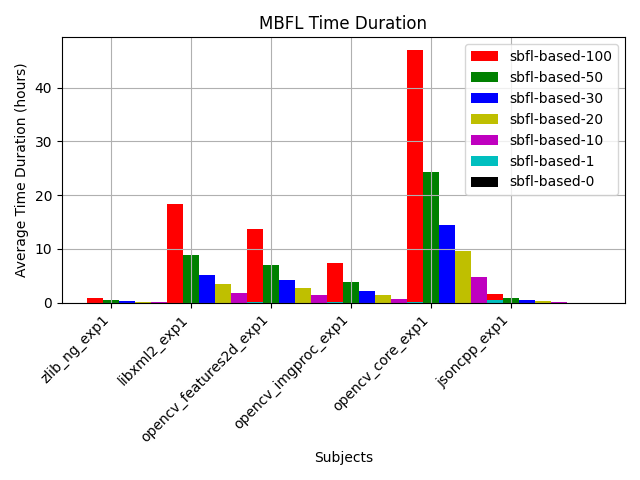 MBFL Time Duration
Average Time Duration (hours)
40
30
20
10
0
sbfl-based-100
sbfl-based-50
sbfl-based-30
sbfl-based-20
sbfl-based-10
sbfl-based-1
sbfl-based-0
zlib_ng_exp1
libxml2_exp1
opencv_features2d_exp1
opencv_imgproc_exp1
opencv_core_exp1
jsoncpp_exp1
Subjects